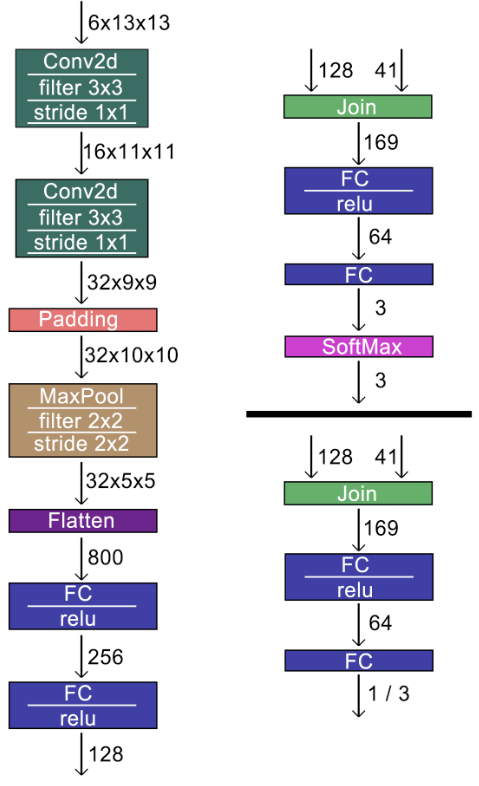 6x13x13
Conv2d
filter 3x3
stride 1x1
16x11x11
Conv2d
filter 3x3
stride 1x1
32x9x9
Padding
32x10x10
MaxPool
filter 2x2
stride 2x2
32x5x5
Flatten
800
FC
relu
256
FC
relu
128
128 41
Join
169
FC
relu
64
FC
3
SoftMax
3
128 41
Join
169
FC
relu
64
FC
1 / 3